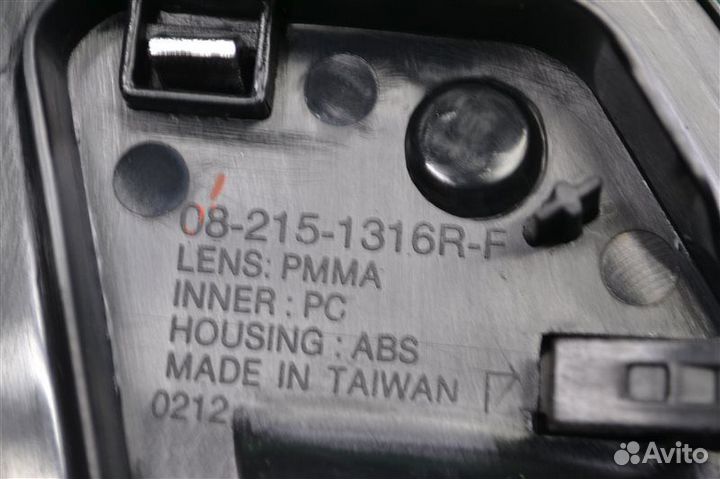 08-215-1316R-F
LENS: PMMA
INNER : PC
HOUSING : ABS
MADE IN TAIWAN
0212
Avito